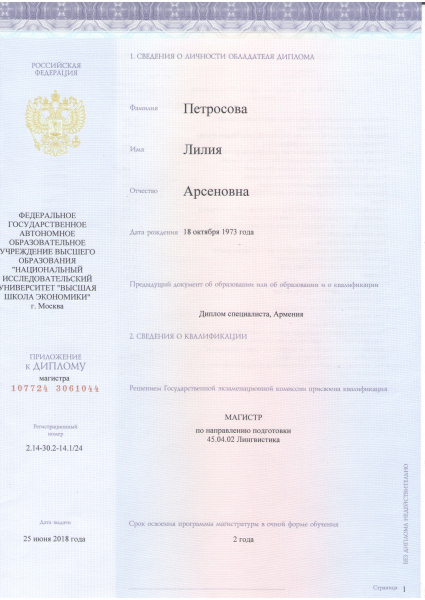 РОССИЙСКАЯ
ФЕДЕРАЦИЯ
ФЕДЕРАЛЬНОЕ
ГОСУДАРСТВЕННОЕ
АВТОНОМНОЕ
ОБРАЗОВАТЕЛЬНОЕ
УЧРЕЖДЕНИЕ ВЫСШЕГО
ОБРАЗОВАНИЯ
"НАЦИОНАЛЬНЫЙ
ИССЛЕДОВАТЕЛЬСКИЙ
УНИВЕРСИТЕТ "ВЫСШАЯ
ШКОЛА ЭКОНОМИКИ"
г. Москва
ПРИЛОЖЕНИЕ
к ДИПЛОМУ
магистра
107724 3061044
Регистрационный
номер
2.14-30.2-14.1/24
Дата выдачи
25 июня 2018 года
1. СВЕДЕНИЯ О ЛИЧНОСТИ ОБЛАДАТЕЛЯ ДИПЛОМА
Фамилия Петросова
Имя Лилия
Отчество Арсеновна
Дата рождения 18 октября 1973 года
Предыдущий документ об образовании или об образовании и о квалификации
Диплом специалиста, Армения
2. СВЕДЕНИЯ О КВАЛИФИКАЦИИ
Решением Государственной экзаменационной комиссии присвоена квалификация
МАГИСТР
по направлению подготовки
45.04.02 Лингвистика
Срок освоения программы магистратуры в очной форме обучения
2 года
БЕЗ ДИПЛОМА НЕДЕЙСТВИТЕЛЬНО
Страница 1